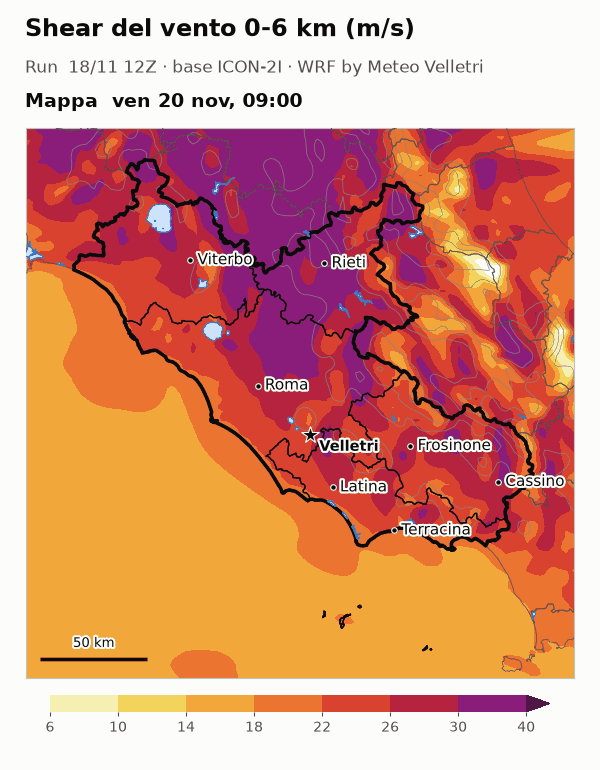 Shear del vento 0-6 km (m/s)
Run  18/11 12Z · base ICON-2I · WRF by Meteo Velletri
Mappa  ven 20 nov, 09:00
Viterbo
Rieti
Roma
Velletri
Frosinone
Cassino
Latina
Terracina
50 km
6 10 14 18 22 26 30 40